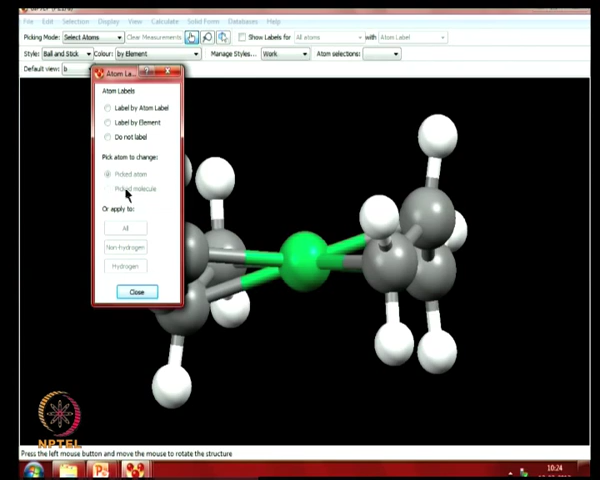 File Edit Selection Display View Calculate Solid Form Databases Help
Picking Mode: Select Atoms Clear Measurements Show Labels for All atoms with Atom Label
Style: Ball and Stick Colour: by Element Manage Styles... Work Atom selections:
Default view: b
Atom La...
Atom Labels
Label by Atom Label
Label by Element
Do not label
Pick atom to change:
Picked atom
Picked molecule
Or apply to:
All
Non-hydrogen
Hydrogen
Close
NPTEL
Press the left mouse button and move the mouse to rotate the structure
10:24